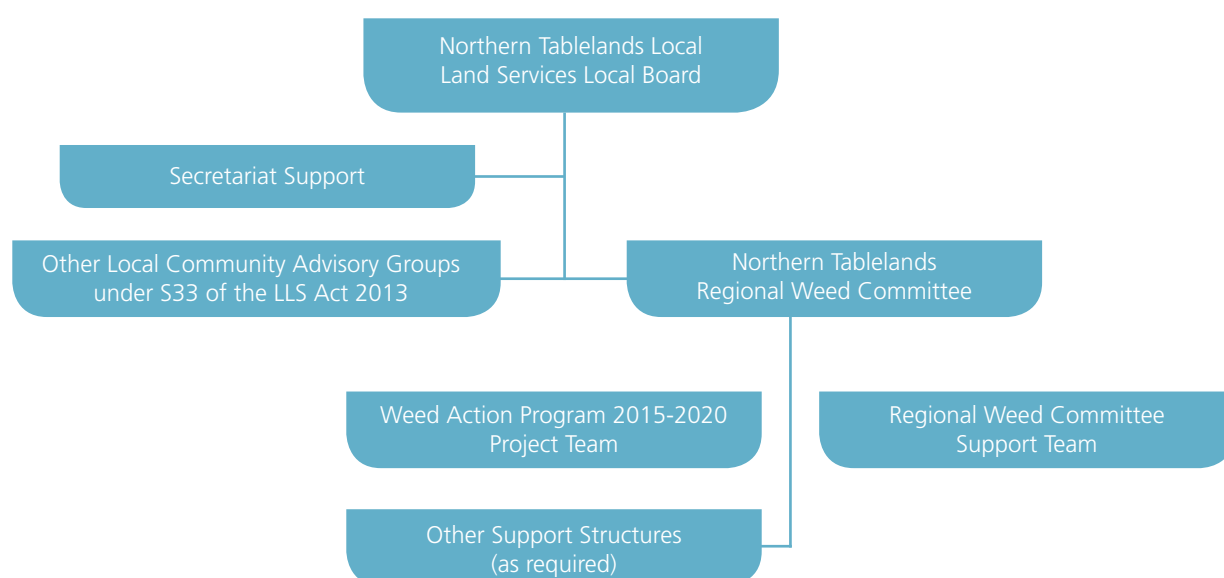 Northern Tablelands Local
Land Services Local Board
Secretariat Support
Other Local Community Advisory Groups
under S33 of the LLS Act 2013
Northern Tablelands
Regional Weed Committee
Weed Action Program 2015-2020
Project Team
Regional Weed Committee
Support Team
Other Support Structures
(as required)